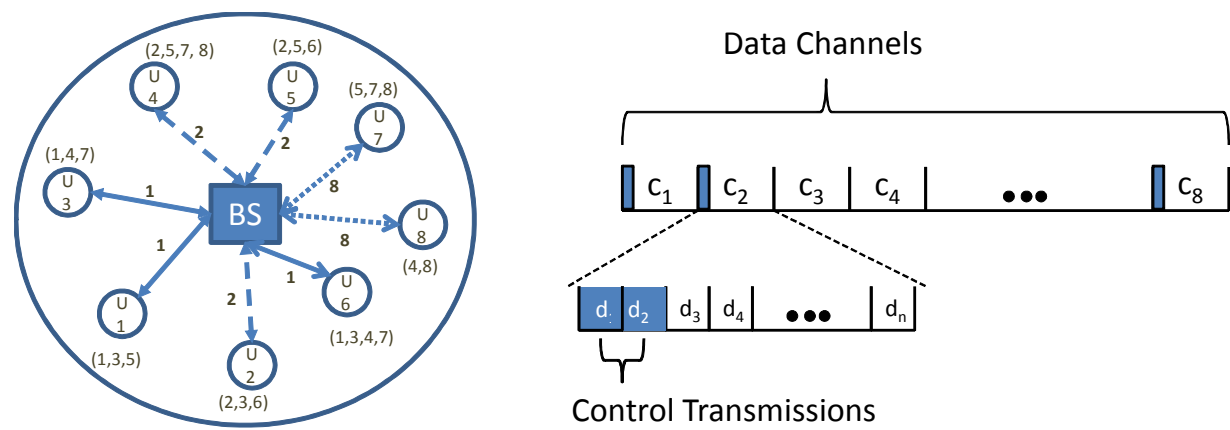 (2,5,7, 8)
U
4
(2,5,6)
U
5
(5,7,8)
U
7
2
2
(1,4,7)
U
3
1
8
BS
U
8
8
(4,8)
1
1
2
U
6
(1,3,4,7)
U
1
(1,3,5)
U
2
(2,3,6)
Data Channels
c1 c2 c3 c4 ●●● c8
d d2 d3 d4 ●●● dn
Control Transmissions